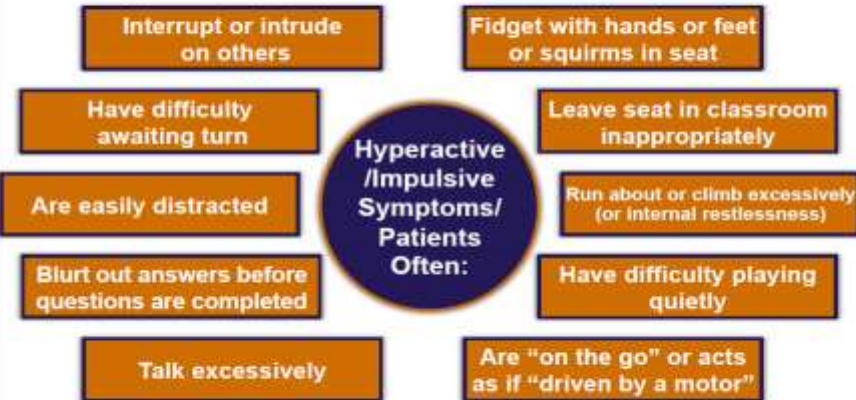 Interrupt or intrude
on others
Fidget with hands or feet
or squirms in seat
Have difficulty
awaiting turn
Leave seat in classroom
inappropriately
Hyperactive
/Impulsive
Symptoms/
Patients
Often:
Are easily distracted
Run about or climb excessively
(or internal restlessness)
Blurt out answers before
questions are completed
Have difficulty playing
quietly
Talk excessively
Are “on the go” or acts
as if “driven by a motor”